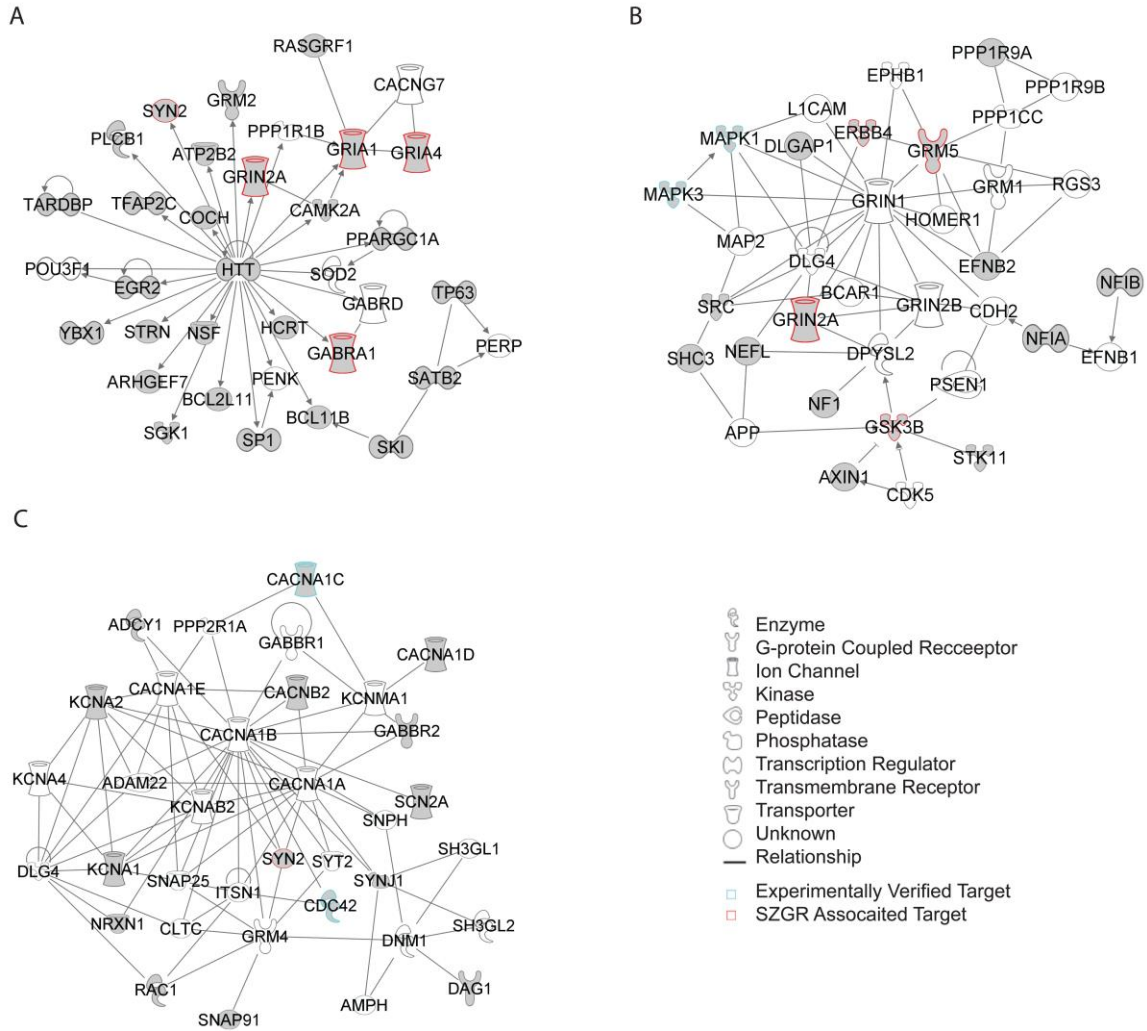 A
RASGRF1
CACNG7
GRM2
SYN2
PPP1R1B
PLCB1
GRIA1
GRIA4
ATP2B2
GRIN2A
TARDBP
TFAP2C
CAMK2A
COCH
PPARGC1A
POU3F1
HTT
SOD2
EGR2
GABRD
TP63
YBX1
STRN
NSF
HCRT
GABRA1
PERP
ARHGEF7
PENK
SATB2
BCL2L11
BCL11B
SGK1
SP1
SKI
B
PPP1R9A
EPHB1
PPP1R9B
L1CAM
PPP1CC
MAPK1
ERBB4
DLGAP1
GRM5
MAPK3
GRM1
RGS3
GRIN1
HOMER1
MAP2
DLG4
EFNB2
NFIB
BCAR1
GRIN2B
SRC
CDH2
GRIN2A
NFIA
SHC3
NEFL
DPYSL2
EFNB1
PSEN1
NF1
APP
GSK3B
STK11
AXIN1
CDK5
C
CACNA1C
ADCY1
PPP2R1A
GABBR1
CACNA1D
CACNA1E
CACNB2
KCNMA1
KCNA2
CACNA1B
GABBR2
KCNA4
ADAM22
CACNA1A
KCNAB2
SCN2A
SNPH
SYN2
SYT2
SH3GL1
DLG4
KCNA1
SNAP25
ITSN1
SYNJ1
CDC42
NRXN1
CLTC
GRM4
DNM1
SH3GL2
RAC1
AMPH
DAG1
SNAP91
Enzyme
G-protein Coupled Recceeptor
Ion Channel
Kinase
Peptidase
Phosphatase
Transcription Regulator
Transmembrane Receptor
Transporter
Unknown
Relationship
Experimentally Verified Target
SZGR Assocaited Target